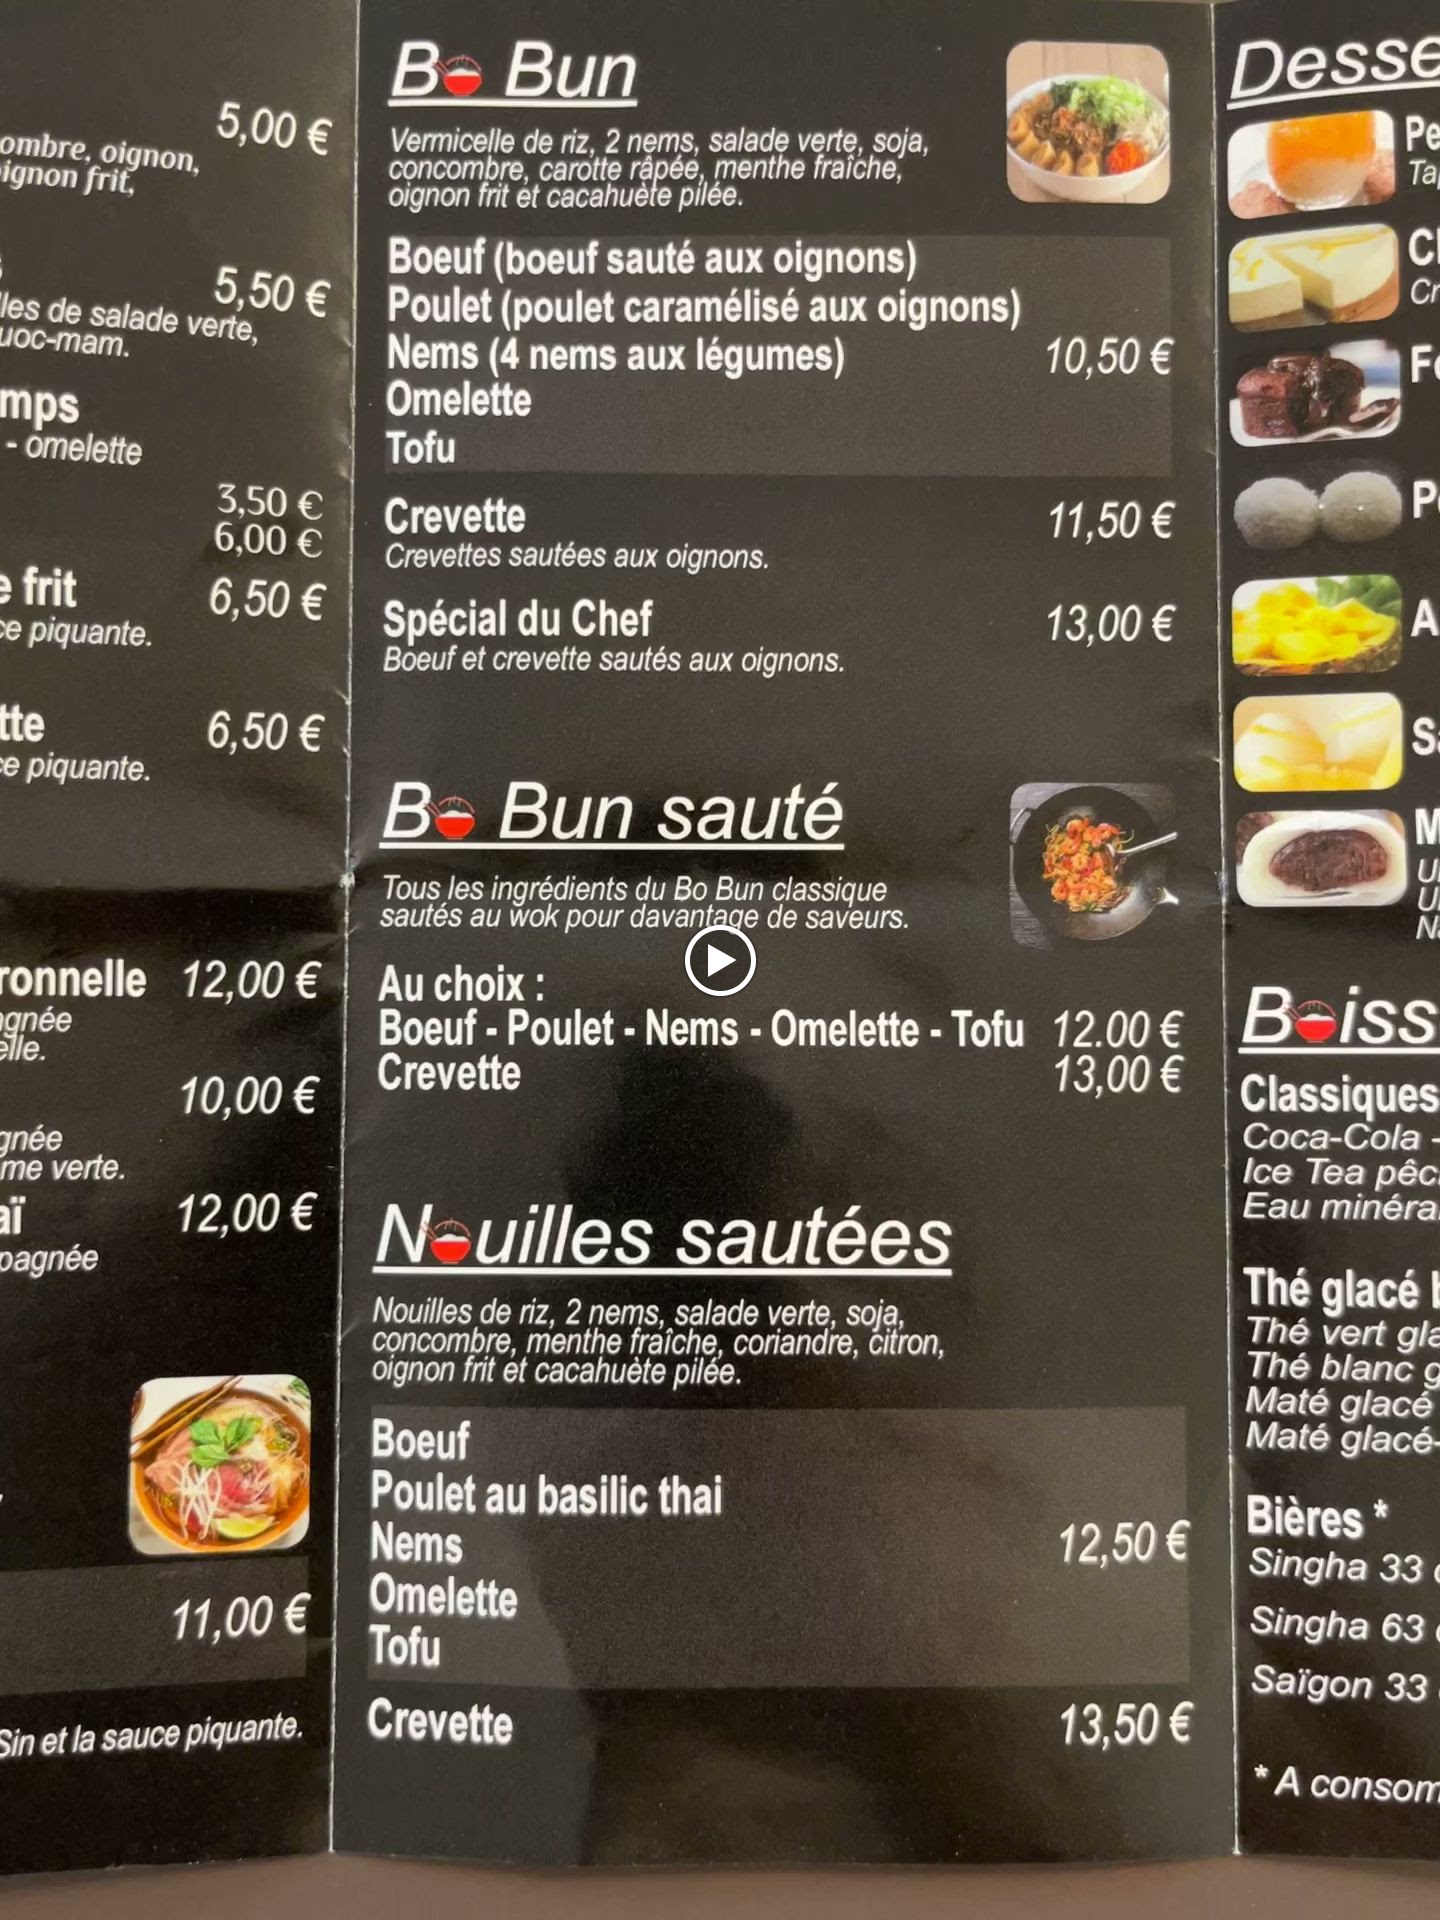 5,00 €
ombre, oignon,
ignon frit,
5,50 €
les de salade verte,
uoc-mam.
mps
- omelette
3,50 €
6,00 €
e frit 6,50 €
ce piquante.
tte 6,50 €
ce piquante.
ronnelle 12,00 €
agnée
elle.
10,00 €
gnée
me verte.
aï 12,00 €
pagnée
11,00 €
Sin et la sauce piquante.
Bo Bun
Vermicelle de riz, 2 nems, salade verte, soja,
concombre, carotte râpée, menthe fraîche,
oignon frit et cacahuète pilée.
Boeuf (boeuf sauté aux oignons)
Poulet (poulet caramélisé aux oignons)
Nems (4 nems aux légumes) 10,50 €
Omelette
Tofu
Crevette 11,50 €
Crevettes sautées aux oignons.
Spécial du Chef 13,00 €
Boeuf et crevette sautés aux oignons.
Bo Bun sauté
Tous les ingrédients du Bo Bun classique
sautés au wok pour davantage de saveurs.
Au choix :
Boeuf - Poulet - Nems - Omelette - Tofu 12.00 €
Crevette 13,00 €
Nouilles sautées
Nouilles de riz, 2 nems, salade verte, soja,
concombre, menthe fraîche, coriandre, citron,
oignon frit et cacahuète pilée.
Boeuf
Poulet au basilic thai
Nems 12,50 €
Omelette
Tofu
Crevette 13,50 €
Desse
Pe
Ta
Cr
Sa
Boiss
Classiques
Coca-Cola -
Ice Tea pêc
Eau minéra
Thé glacé b
Thé vert gla
Thé blanc g
Maté glacé
Maté glacé-
Bières *
Singha 33
Singha 63
Saïgon 33
* A consom